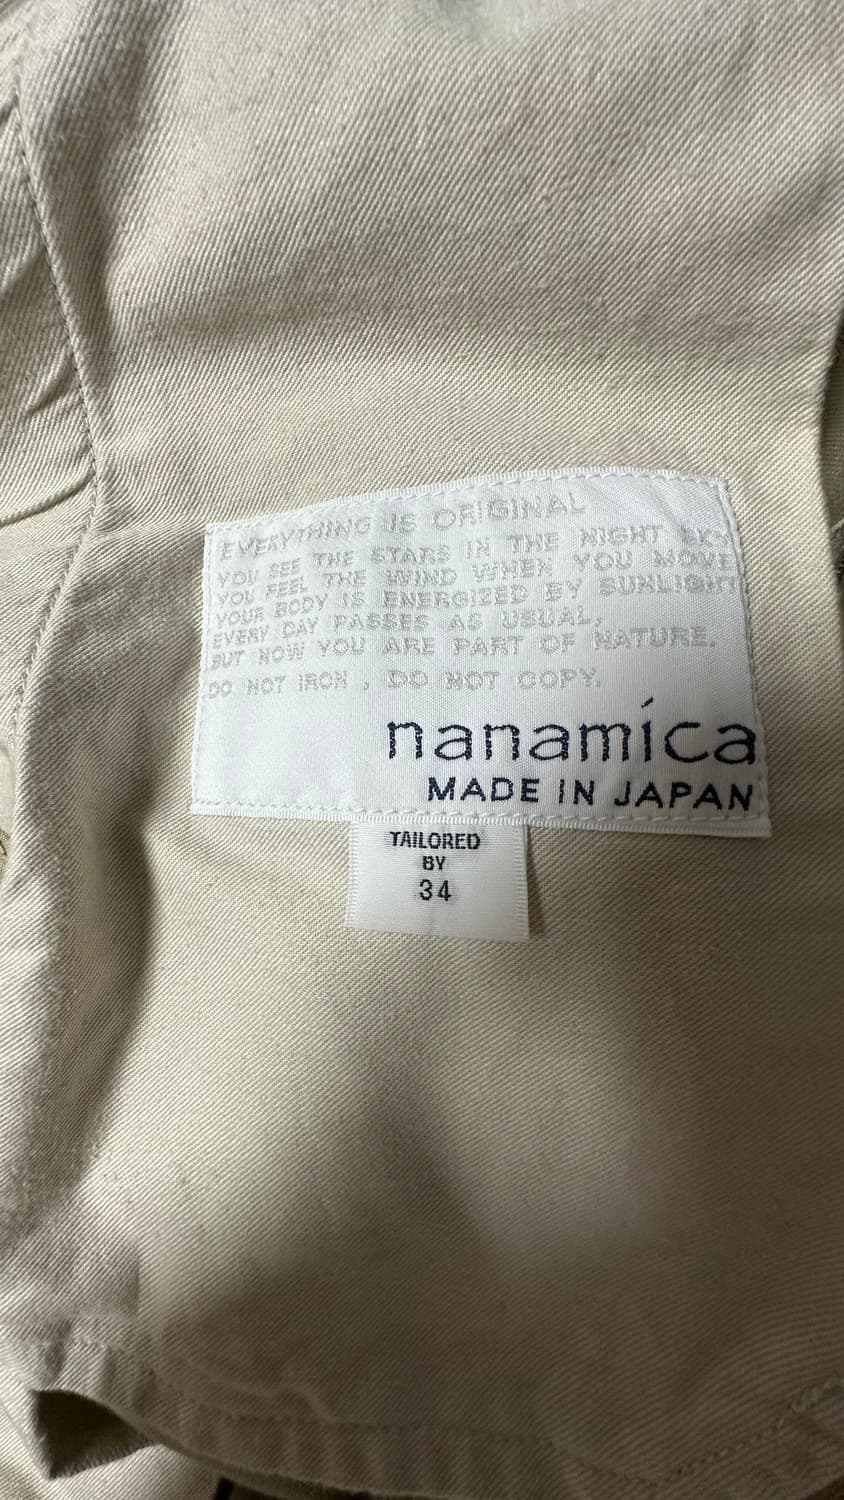 EVERYTHING IS ORIGINAL
YOU SEE THE STARS IN THE NIGHT SKY
YOU FEEL THE WIND WHEN YOU MOVE
YOUR BODY IS ENERGIZED BY SUNLIGHT
EVERY DAY PASSES AS USUAL,
BUT NOW YOU ARE PART OF NATURE.
DO NOT IRON , DO NOT COPY.
nanamíca
MADE IN JAPAN
TAILORED
BY
34